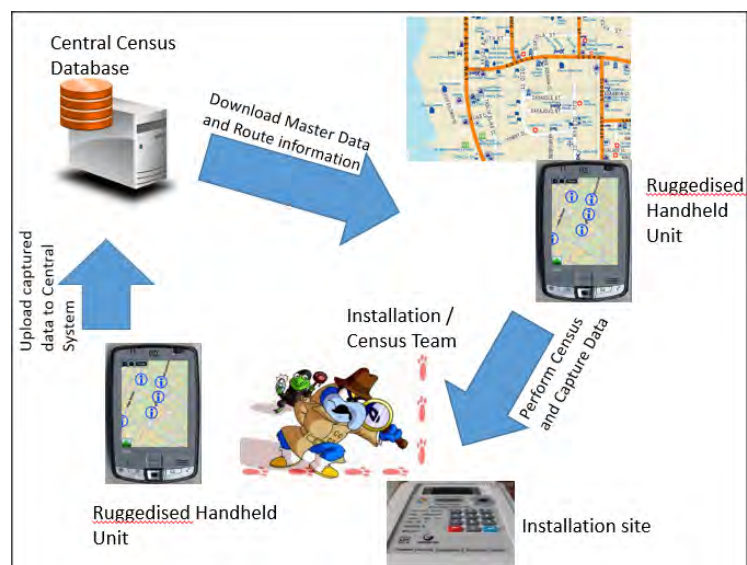 Central Census
Database
Download Master Data
and Route information
Ruggedised
Handheld
Unit
Perform Census
and Capture Data
Installation /
Census Team
Installation site
Ruggedised Handheld
Unit
Upload captured
data to Central
System